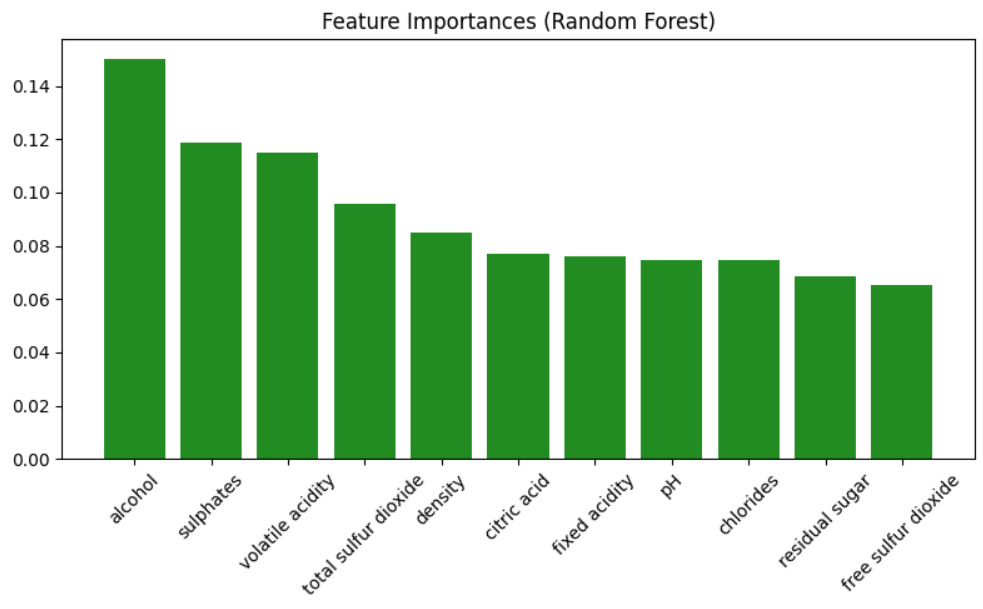 Feature Importances (Random Forest)
0.14
0.12
0.10
0.08
0.06
0.04
0.02
0.00
alcohol
sulphates
volatile acidity
total sulfur dioxide
density
citric acid
fixed acidity
pH
chlorides
residual sugar
free sulfur dioxide